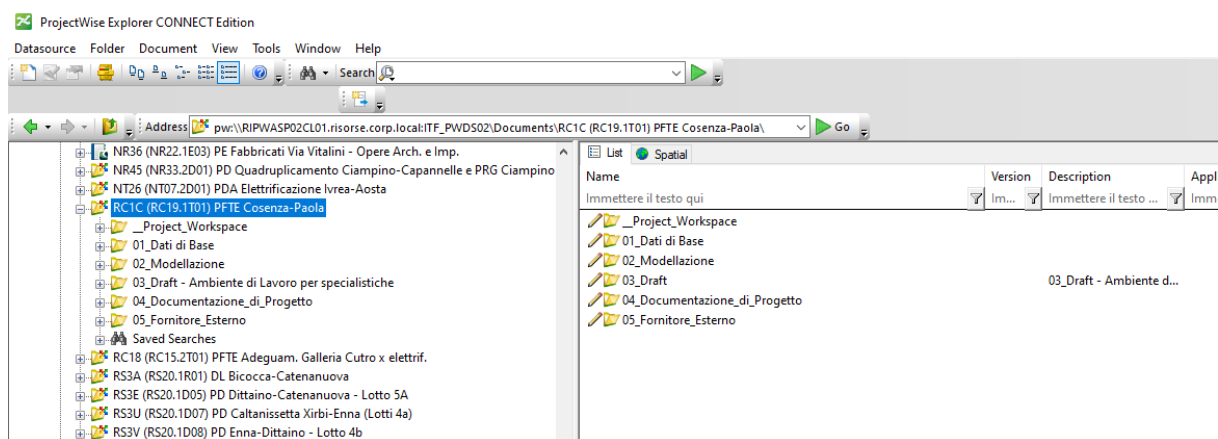 ProjectWise Explorer CONNECT Edition
Datasource Folder Document View Tools Window Help
Search
Address pw:\\RIPWASP02CL01.risorse.corp.local:ITF_PWDS02\Documents\RC1C (RC19.1T01) PFTE Cosenza-Paola\ Go
NR36 (NR22.1E03) PE Fabbricati Via Vitalini - Opere Arch. e Imp.
NR45 (NR33.2D01) PD Quadruplicamento Ciampino-Capannelle e PRG Ciampino
NT26 (NT07.2D01) PDA Elettrificazione Ivrea-Aosta
RC1C (RC19.1T01) PFTE Cosenza-Paola
__Project_Workspace
01_Dati di Base
02_Modellazione
03_Draft - Ambiente di Lavoro per specialistiche
04_Documentazione_di_Progetto
05_Fornitore_Esterno
Saved Searches
RC18 (RC15.2T01) PFTE Adeguam. Galleria Cutro x elettrif.
RS3A (RS20.1R01) DL Bicocca-Catenanuova
RS3E (RS20.1D05) PD Dittaino-Catenanuova - Lotto 5A
RS3U (RS20.1D07) PD Caltanissetta Xirbi-Enna (Lotti 4a)
RS3V (RS20.1D08) PD Enna-Dittaino - Lotto 4b
List Spatial
Name Version Description Appl
Immettere il testo qui Im... Immettere il testo ... Imm
__Project_Workspace
01_Dati di Base
02_Modellazione
03_Draft 03_Draft - Ambiente d...
04_Documentazione_di_Progetto
05_Fornitore_Esterno